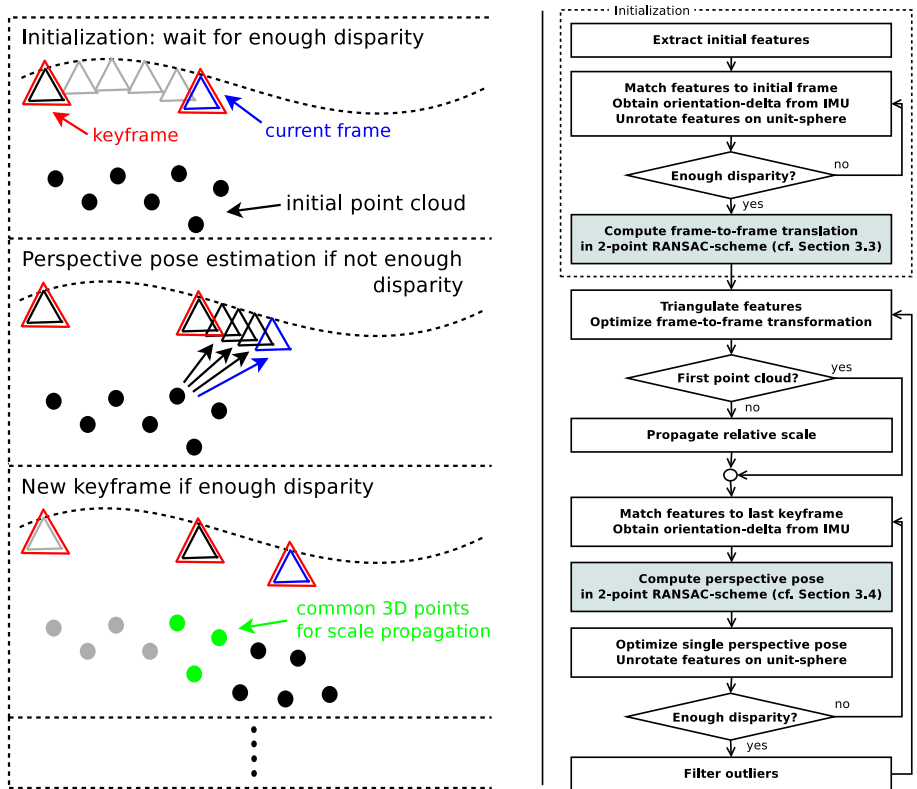 Initialization: wait for enough disparity
keyframe
current frame
initial point cloud
Perspective pose estimation if not enough
disparity
New keyframe if enough disparity
common 3D points
for scale propagation
Initialization
Extract initial features
Match features to initial frame
Obtain orientation-delta from IMU
Unrotate features on unit-sphere
Enough disparity?
no
yes
Compute frame-to-frame translation
in 2-point RANSAC-scheme (cf. Section 3.3)
Triangulate features
Optimize frame-to-frame transformation
First point cloud?
yes
no
Propagate relative scale
Match features to last keyframe
Obtain orientation-delta from IMU
Compute perspective pose
in 2-point RANSAC-scheme (cf. Section 3.4)
Optimize single perspective pose
Unrotate features on unit-sphere
Enough disparity?
no
yes
Filter outliers